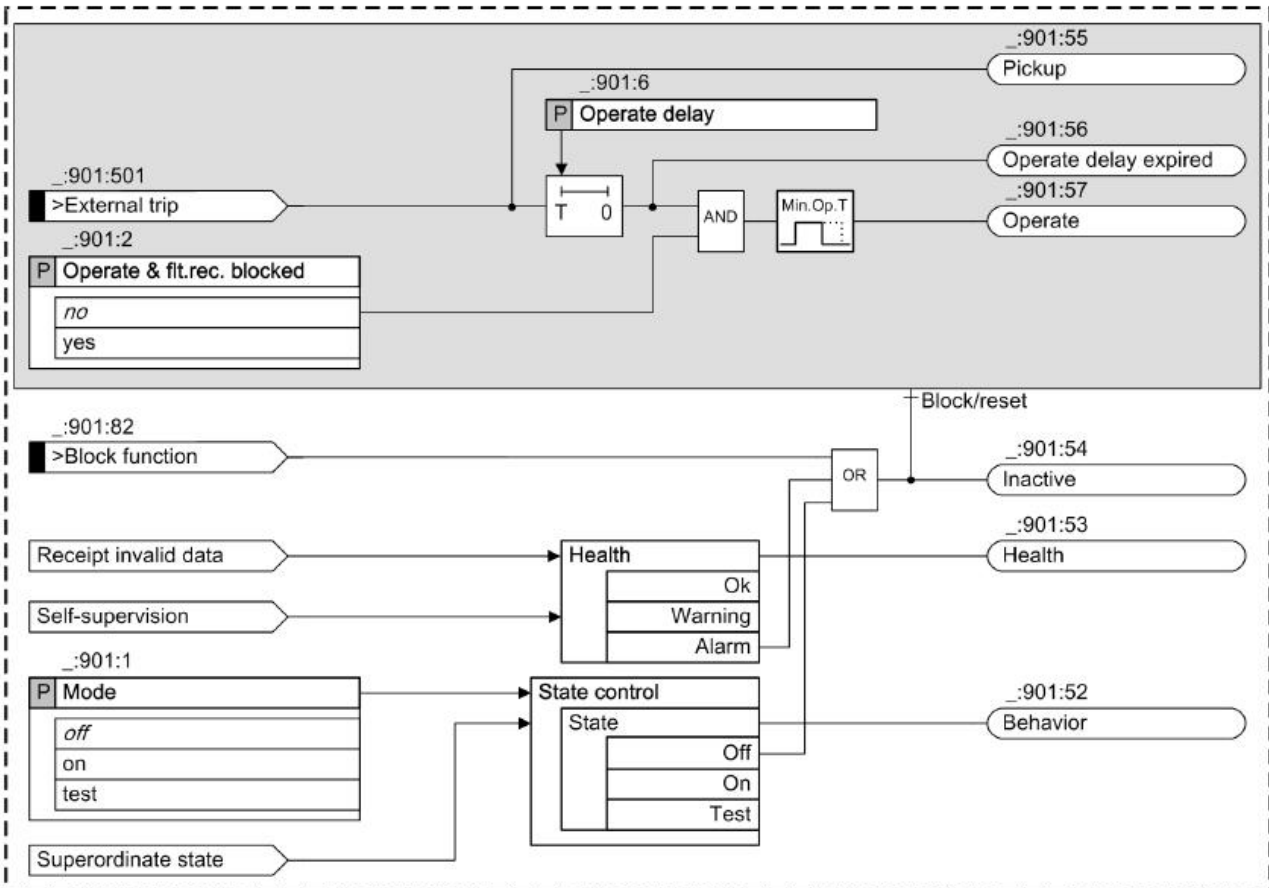 _:901:55
Pickup
_:901:6
P Operate delay
_:901:56
Operate delay expired
_:901:501
>External trip
T 0
AND
Min.Op.T
_:901:57
Operate
_:901:2
P Operate & flt.rec. blocked
no
yes
Block/reset
_:901:82
>Block function
OR
_:901:54
Inactive
_:901:53
Receipt invalid data
Health
Health
Ok
Self-supervision
Warning
Alarm
_:901:1
P Mode
off
on
test
State control
State
Off
On
Test
_:901:52
Behavior
Superordinate state